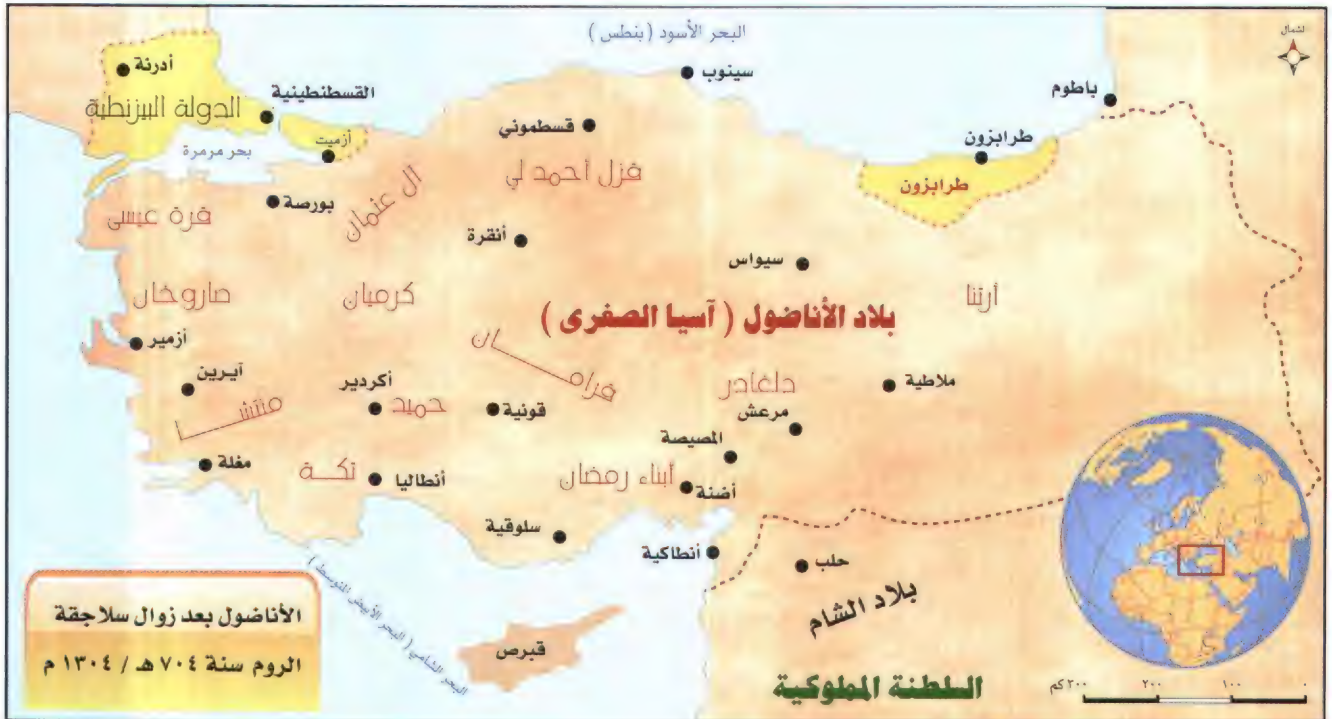 البحر الأسود ( بنطس )
الشمال
أدرنة
القسطنطينية
الدولة البيزنطية
أزميت
بحر مرمرة
سينوب
باطوم
قسطموني
طرابزون
طرابزون
قزل أحمد لي
آل عثمان
بورصة
قرة عيسى
أنقرة
سيواس
أرتنا
صاروخان
كرميان
بلاد الأناضول ( آسيا الصغرى )
أزمير
قرامان
آيرين
أكردير
ملاطية
دلغادر
منتشا
حميد
قونية
مرعش
المصيصة
مغلة
تكة
أنطاليا
أبناء رمضان
أضنة
سلوقية
أنطاكية
حلب
بلاد الشام
البحر الشامي ( البحر الأبيض المتوسط )
قبرص
الأناضول بعد زوال سلاجقة
الروم سنة ٧٠٤ هـ / ١٣٠٤ م
السلطنة المملوكية
٠ ١٠٠ ٢٠٠ ٣٠٠ كم